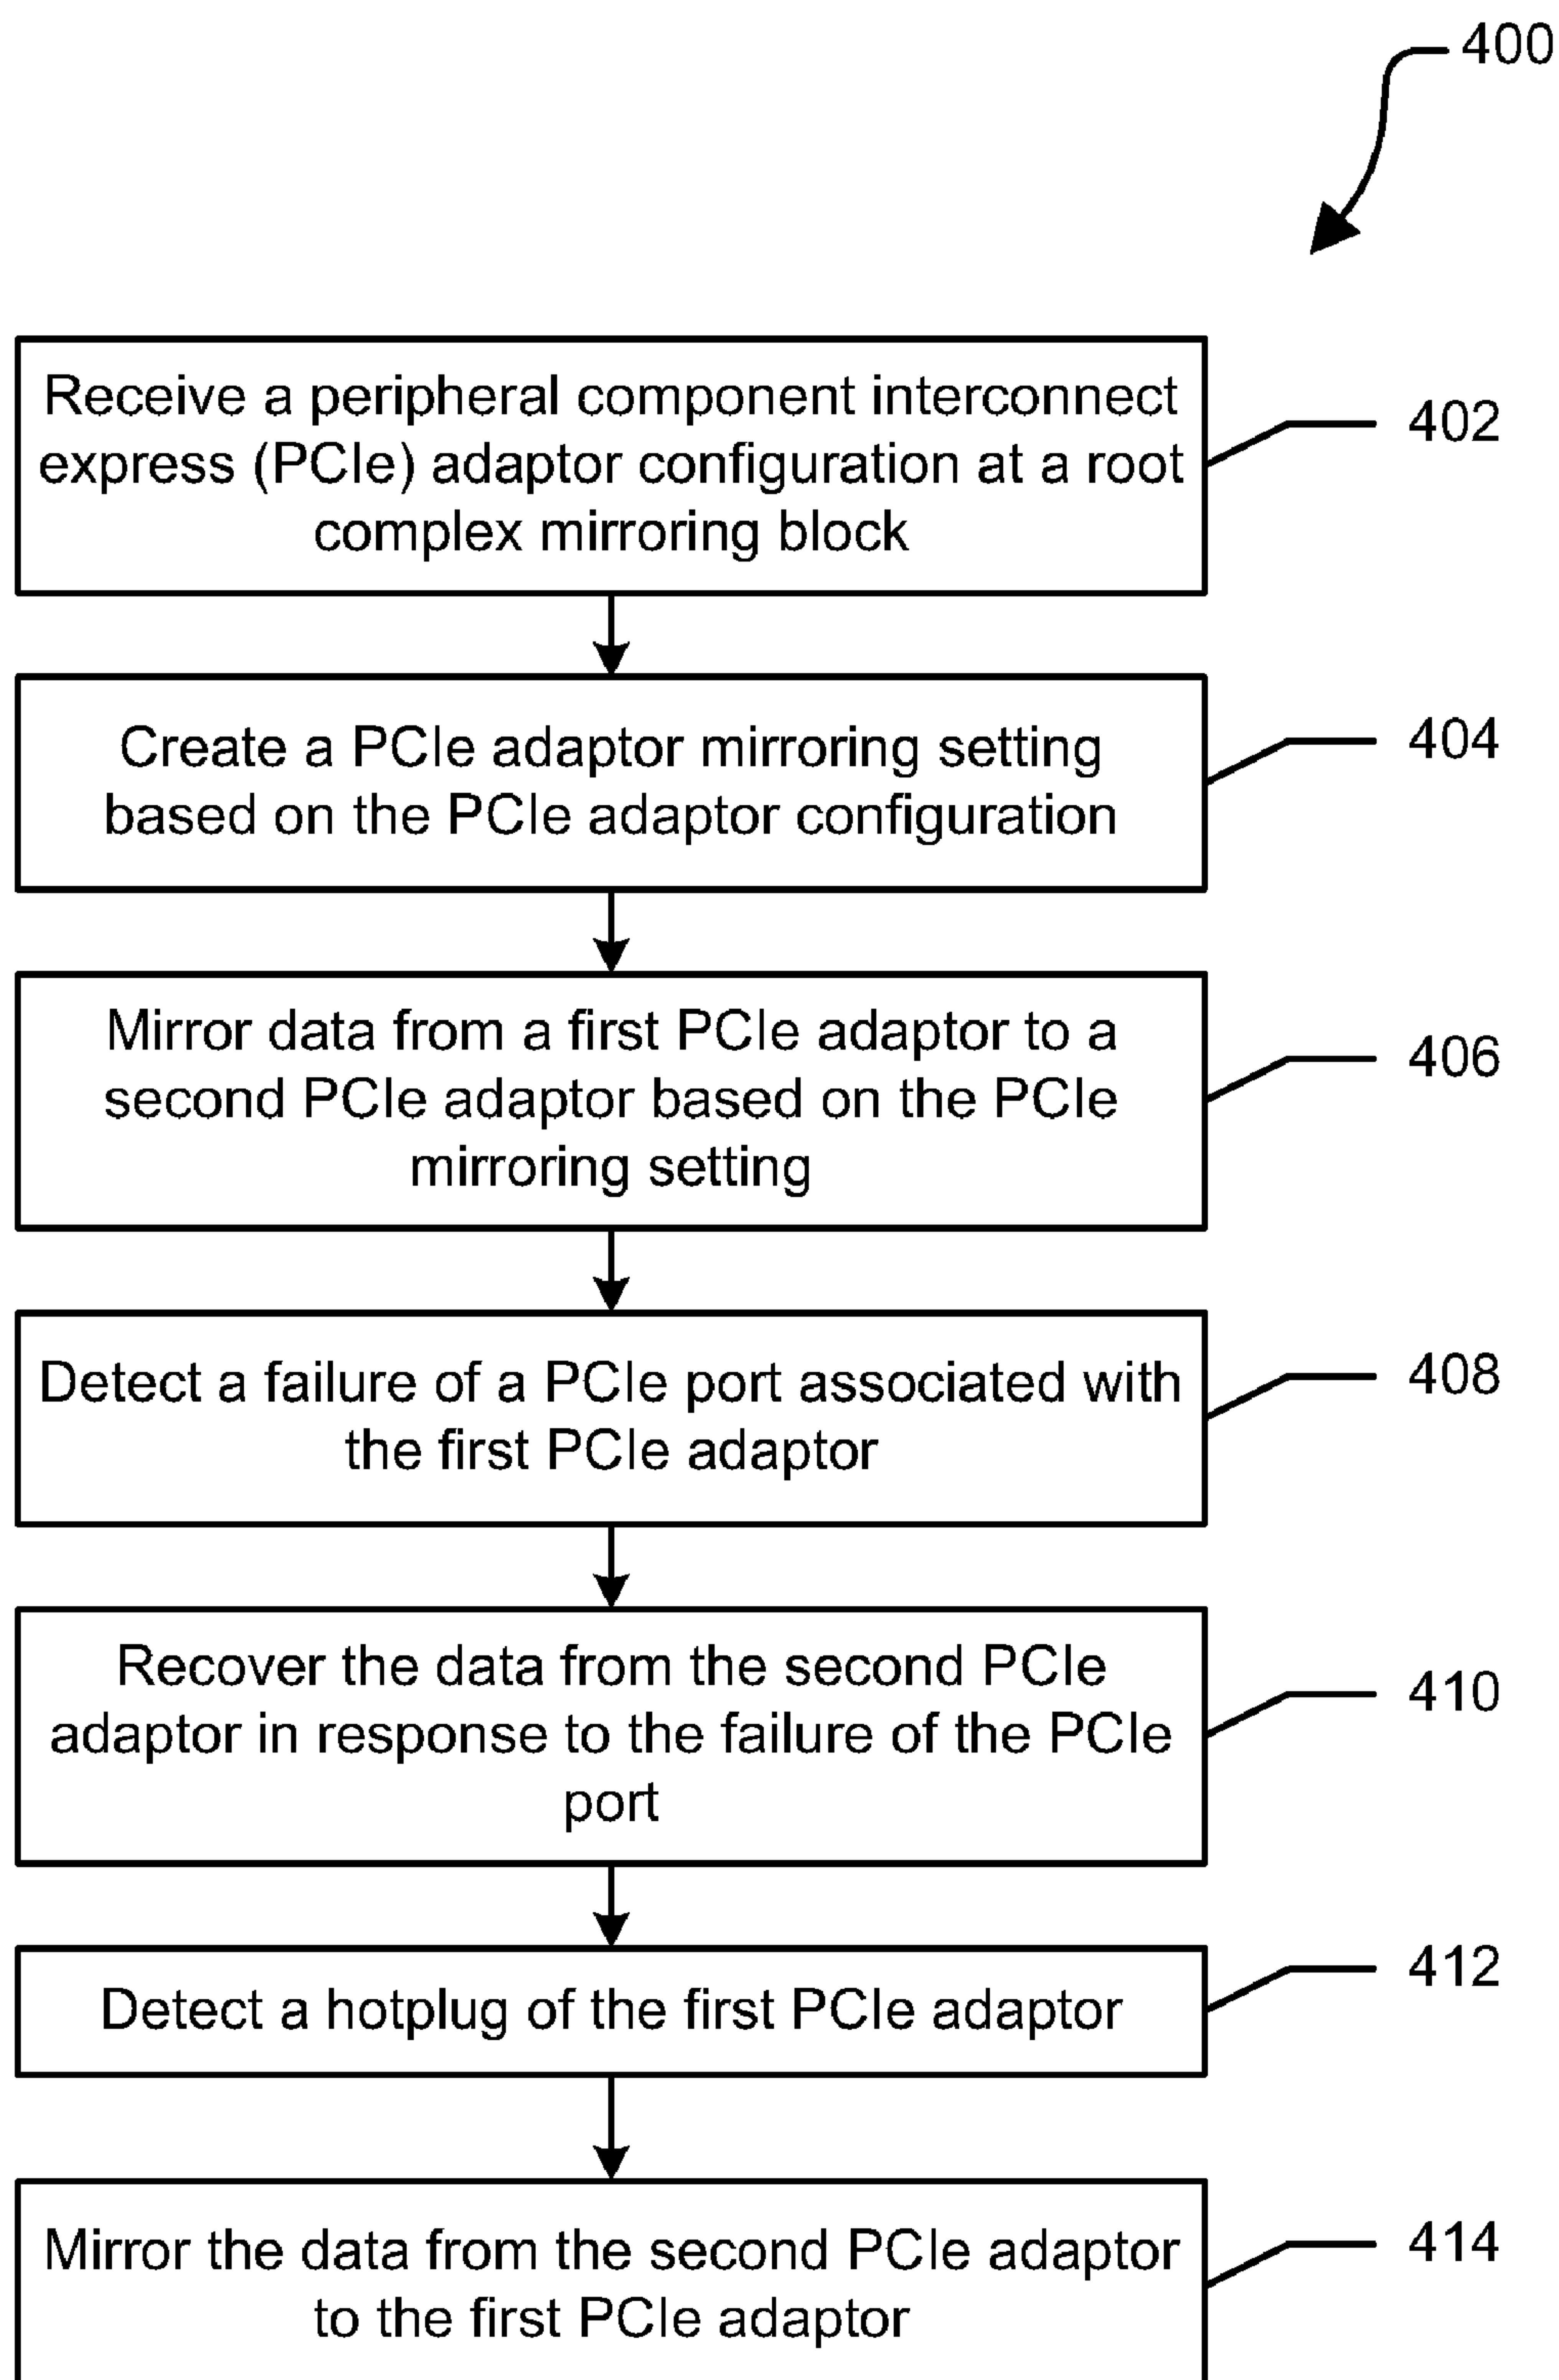 400
Receive a peripheral component interconnect
express (PCIe) adaptor configuration at a root
complex mirroring block
402
Create a PCIe adaptor mirroring setting
based on the PCIe adaptor configuration
404
Mirror data from a first PCIe adaptor to a
second PCIe adaptor based on the PCIe
mirroring setting
406
Detect a failure of a PCIe port associated with
the first PCIe adaptor
408
Recover the data from the second PCIe
adaptor in response to the failure of the PCIe
port
410
Detect a hotplug of the first PCIe adaptor
412
Mirror the data from the second PCIe adaptor
to the first PCIe adaptor
414